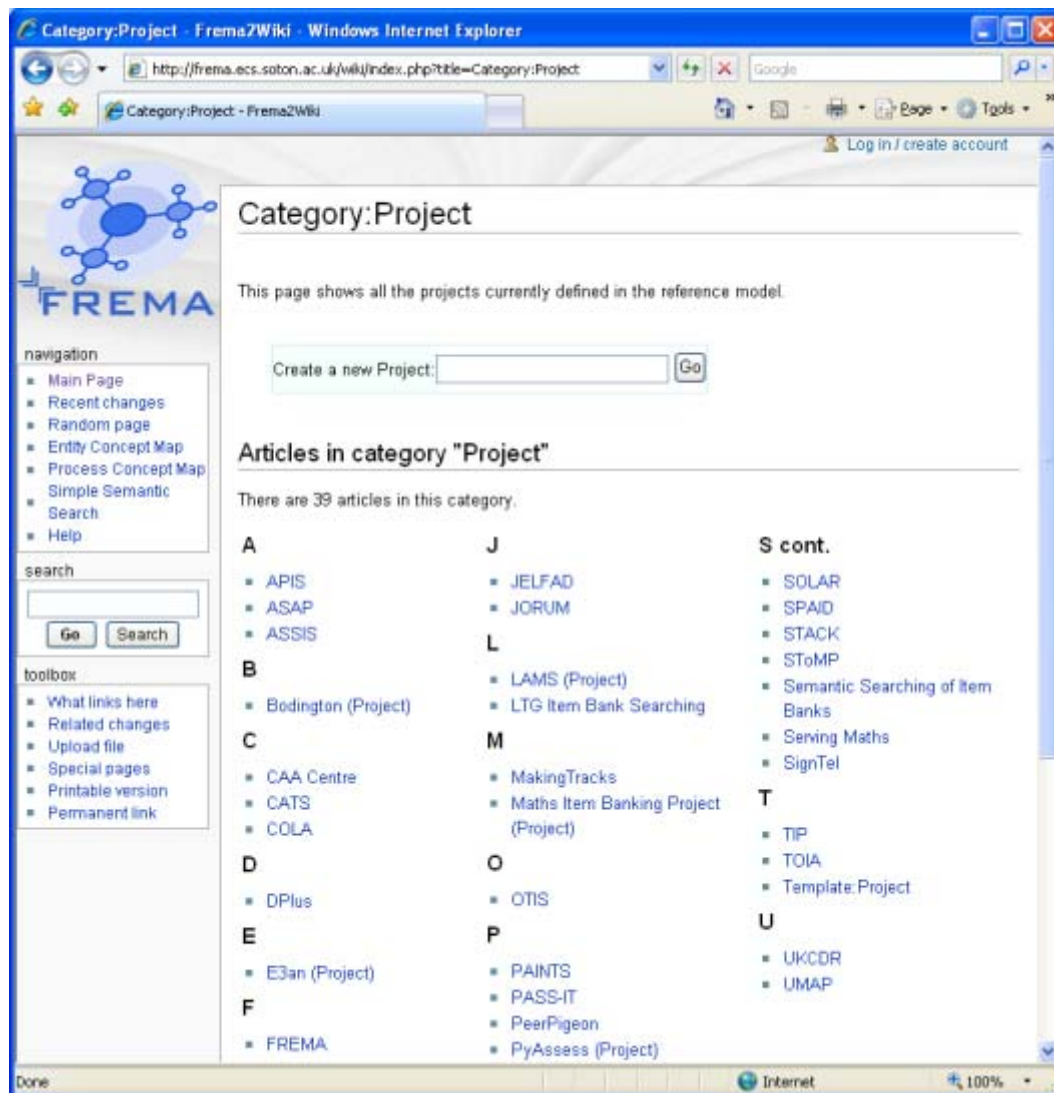 Category:Project - Frema2Wiki - Windows Internet Explorer
http://frema.ecs.soton.ac.uk/wiki/index.php?title=Category:Project
Google
Category:Project - Frema2Wiki
Page
Tools
Log in / create account
FREMA
navigation
Main Page
Recent changes
Random page
Entity Concept Map
Process Concept Map
Simple Semantic
Search
Help
search
Go
Search
toolbox
What links here
Related changes
Upload file
Special pages
Printable version
Permanent link
Category:Project
This page shows all the projects currently defined in the reference model.
Create a new Project:
Go
Articles in category "Project"
There are 39 articles in this category.
A
APIS
ASAP
ASSIS
B
Bodington (Project)
C
CAA Centre
CATS
COLA
D
DPlus
E
E3an (Project)
F
FREMA
J
JELFAD
JORUM
L
LAMS (Project)
LTG Item Bank Searching
M
MakingTracks
Maths Item Banking Project
(Project)
O
OTIS
P
PAINTS
PASS-IT
PeerPigeon
PyAssess (Project)
S cont.
SOLAR
SPAID
STACK
SToMP
Semantic Searching of Item
Banks
Serving Maths
SignTel
T
TIP
TOIA
Template:Project
U
UKCDR
UMAP
Done
Internet
100%